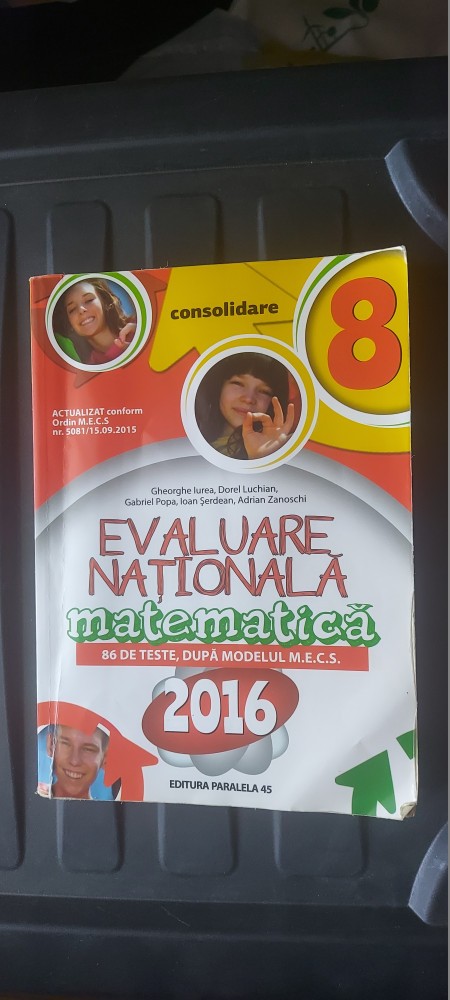 consolidare
8
ACTUALIZAT conform
Ordin M.E.C.S
nr. 5081/15.09.2015
Gheorghe Iurea, Dorel Luchian,
Gabriel Popa, Ioan Șerdean, Adrian Zanoschi
EVALUARE
NAȚIONALĂ
matematică
86 DE TESTE, DUPĂ MODELUL M.E.C.S.
2016
EDITURA PARALELA 45